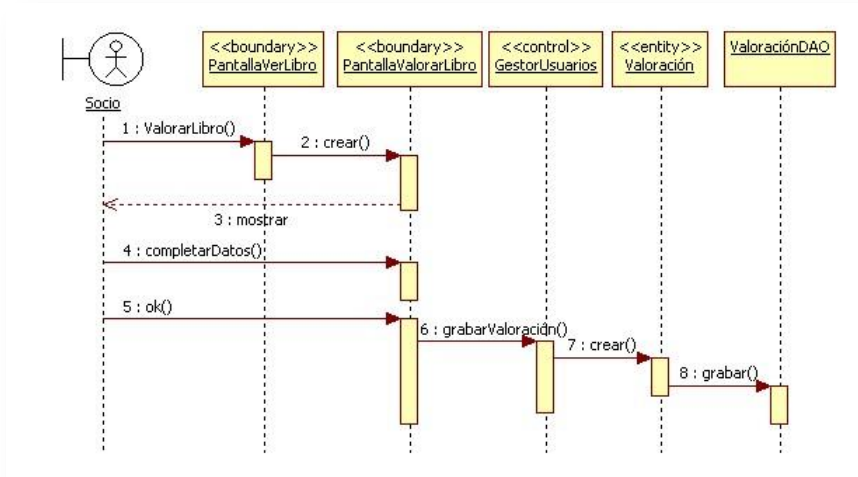 <<boundary>>
PantallaVerLibro
<<boundary>>
PantallaValorarLibro
<<control>>
GestorUsuarios
<<entity>>
Valoración
ValoraciónDAO
Socio
1 : ValorarLibro()
2 : crear()
3 : mostrar
4 : completarDatos()
5 : ok()
6 : grabarValoración()
7 : crear()
8 : grabar()